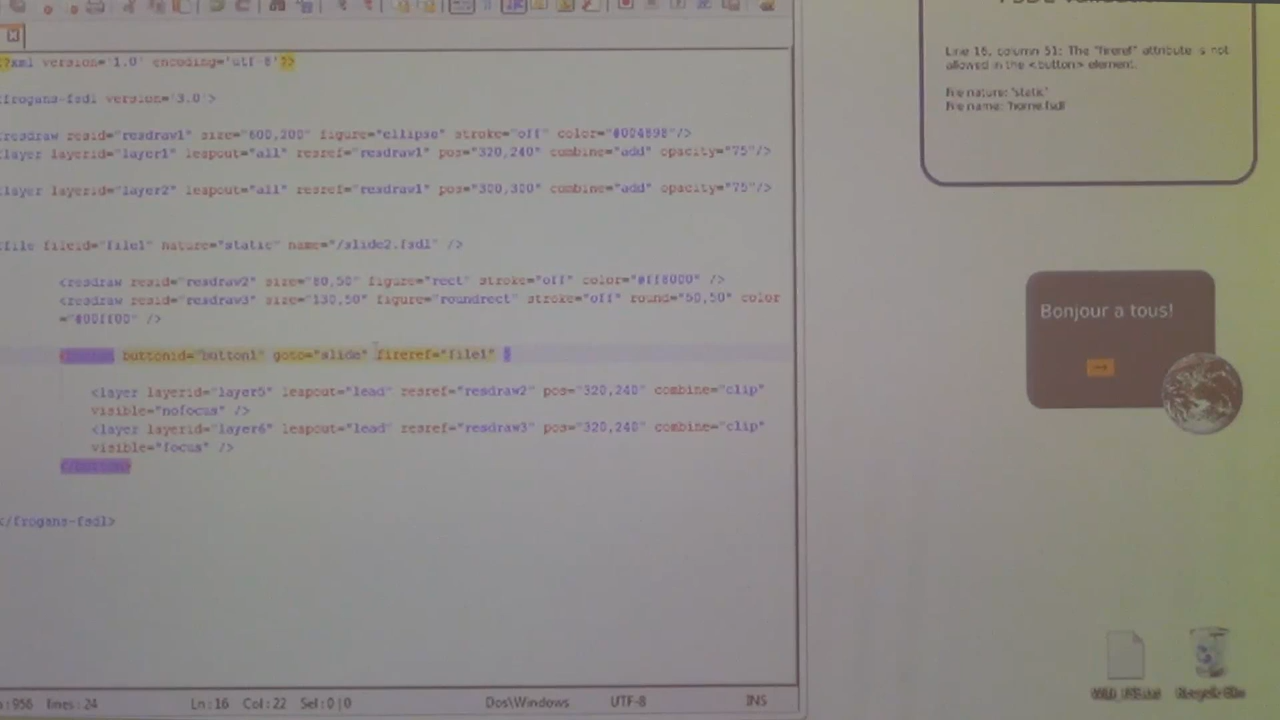 <?xml version='1.0' encoding='utf-8'?>
<frogans-fsdl version='3.0'>
<resdraw resid="resdraw1" size="600,200" figure="ellipse" stroke="off" color="#004898"/>
<layer layerid="layer1" leapout="all" resref="resdraw1" pos="320,240" combine="add" opacity="75"/>
<layer layerid="layer2" leapout="all" resref="resdraw1" pos="300,300" combine="add" opacity="75"/>
<file fileid="file1" nature="static" name="/slide2.fsdl" />
<resdraw resid="resdraw2" size="80,50" figure="rect" stroke="off" color="#ff8000" />
<resdraw resid="resdraw3" size="130,50" figure="roundrect" stroke="off" round="50,50" color
="#00ff00" />
<button buttonid="button1" goto="slide" fireref="file1" >
<layer layerid="layer5" leapout="lead" resref="resdraw2" pos="320,240" combine="clip"
visible="nofocus" />
<layer layerid="layer6" leapout="lead" resref="resdraw3" pos="320,240" combine="clip"
visible="focus" />
</button>
</frogans-fsdl>
: 956 lines : 24
Ln : 16 Col : 22 Sel : 0 | 0
Dos\Windows
UTF-8
INS
Line 16, column 51: The "fireref" attribute is not
allowed in the <button> element.
File nature: "static"
File name: "home.fsdl"
Bonjour a tous!